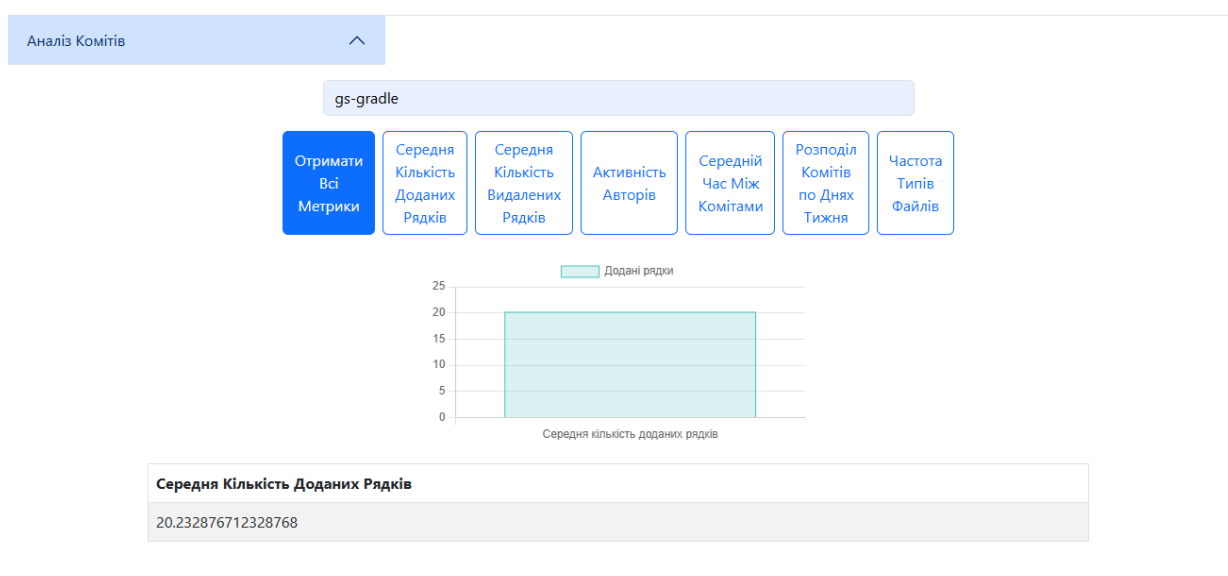 Аналіз Комітів
gs-gradle
Отримати
Всі
Метрики
Середня
Кількість
Доданих
Рядків
Середня
Кількість
Видалених
Рядків
Активність
Авторів
Середній
Час Між
Комітами
Розподіл
Комітів
по Днях
Тижня
Частота
Типів
Файлів
Додані рядки
25
20
15
10
5
0
Середня кількість доданих рядків
Середня Кількість Доданих Рядків
20.232876712328768